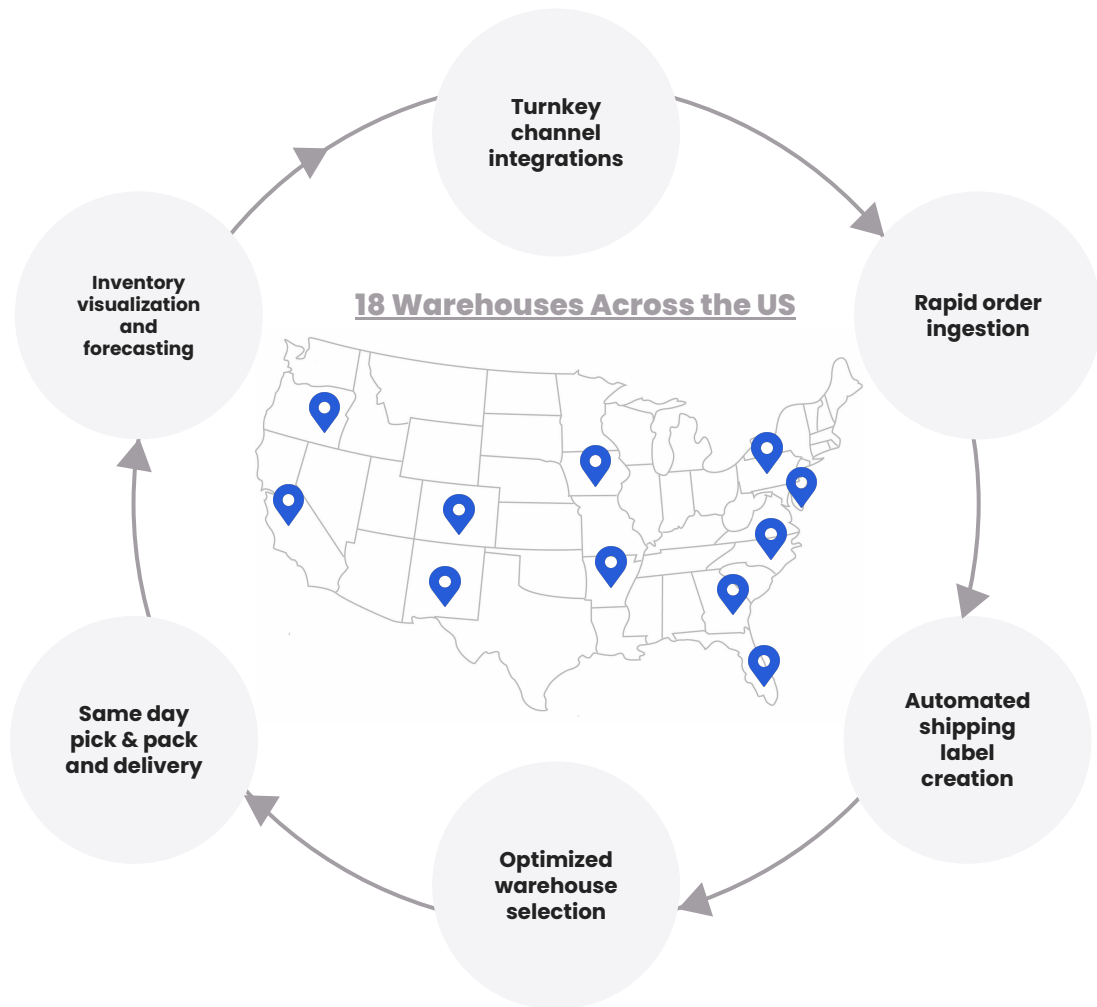 Turnkey
channel
integrations
Inventory
visualization
and
forecasting
18 Warehouses Across the US
Rapid order
ingestion
Same day
pick & pack
and delivery
Automated
shipping
label
creation
Optimized
warehouse
selection